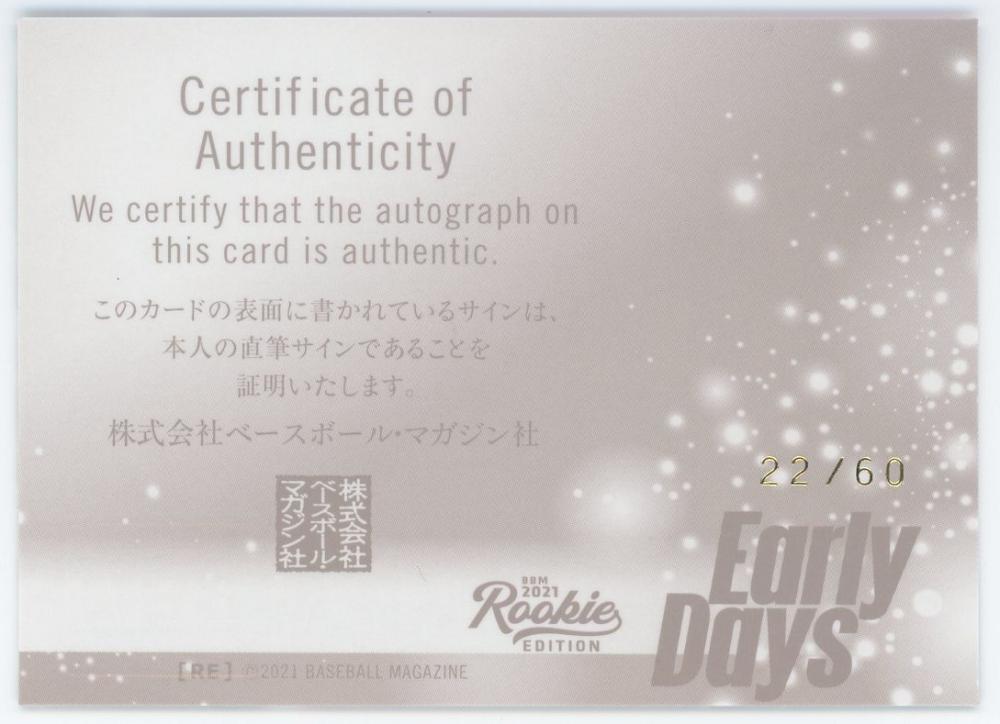 Certificate of
Authenticity
We certify that the autograph on
this card is authentic.
このカードの表面に書かれているサインは、
本人の直筆サインであることを
証明いたします。
株式会社ベースボール・マガジン社
株式会社
ベースボール・
マガジン社
22/60
Early
Days
BBM
2021
Rookie
EDITION
[RE] ©2021 BASEBALL MAGAZINE